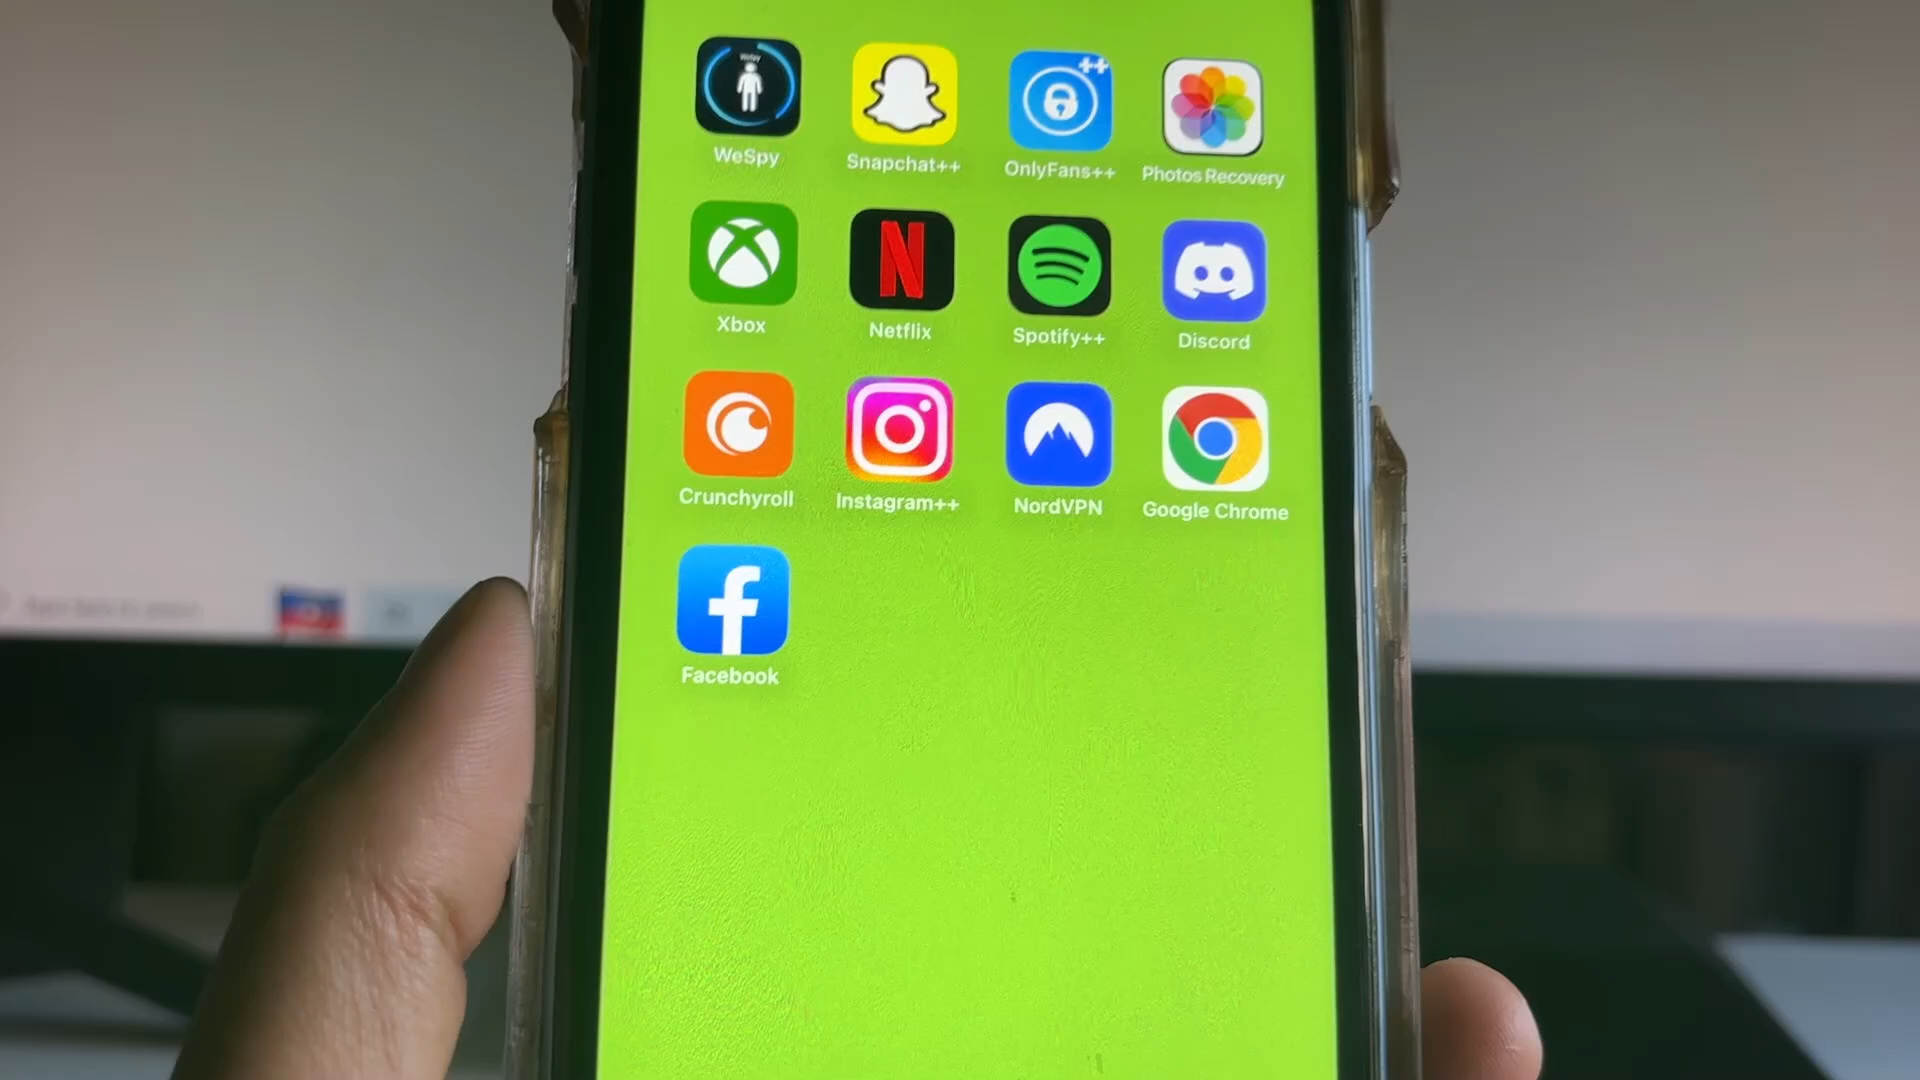 WeSpy
Snapchat++
++
OnlyFans++
Photos Recovery
Xbox
Netflix
Spotify++
Discord
Crunchyroll
Instagram++
NordVPN
Google Chrome
Facebook